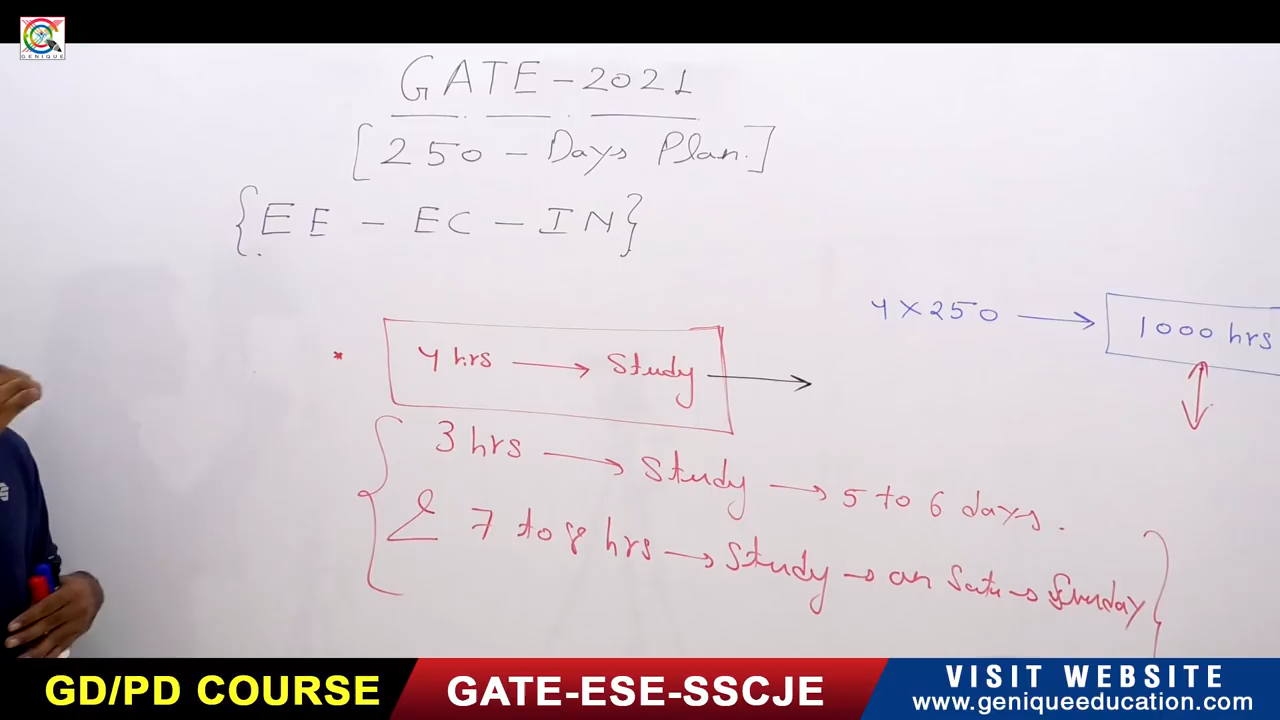 GENIQUE
GATE-2021
[250 - Days Plan.]
{EE - EC - IN}
4 × 250 → 1000 hrs
* 4 hrs → Study →
3 hrs → Study → 5 to 6 days.
& 7 to 8 hrs → Study → on Satu → Sunday
GD/PD COURSE
GATE-ESE-SSCJE
VISIT WEBSITE
www.geniqueeducation.com